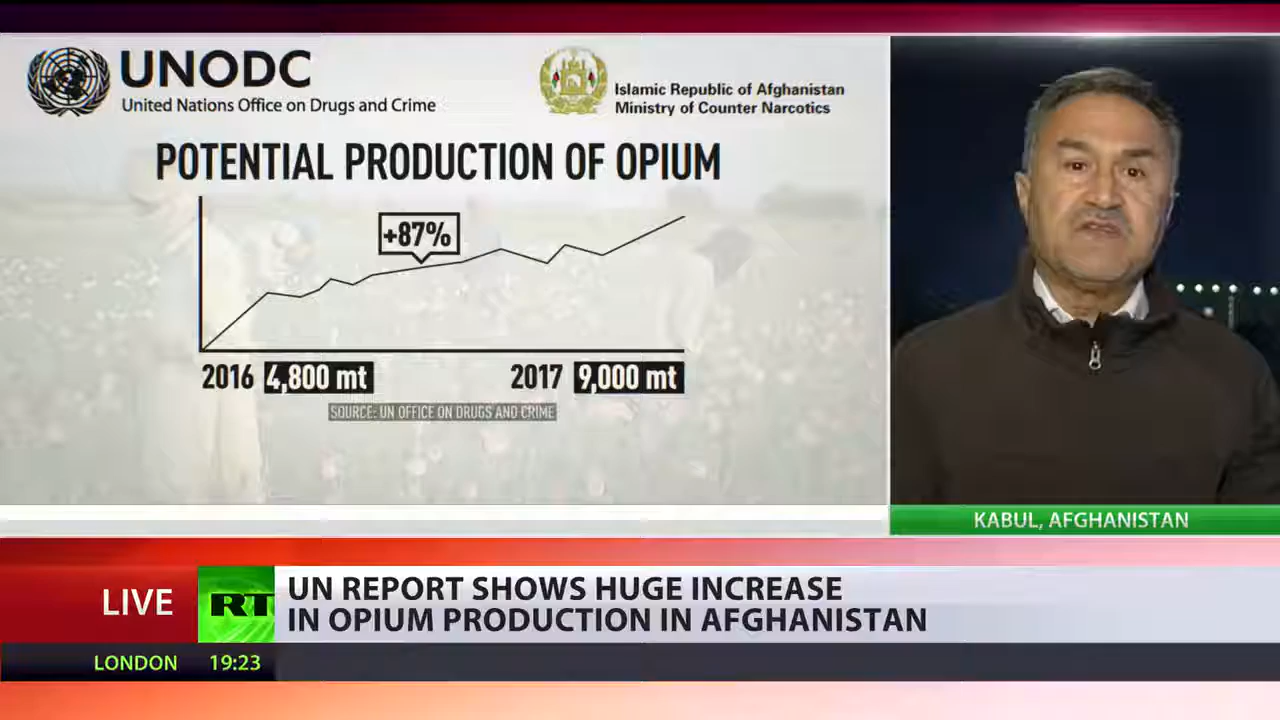 UNODC
United Nations Office on Drugs and Crime
Islamic Republic of Afghanistan
Ministry of Counter Narcotics
POTENTIAL PRODUCTION OF OPIUM
+87%
2016 4,800 mt 2017 9,000 mt
SOURCE: UN OFFICE ON DRUGS AND CRIME
KABUL, AFGHANISTAN
LIVE RT
UN REPORT SHOWS HUGE INCREASE
IN OPIUM PRODUCTION IN AFGHANISTAN
LONDON 19:23